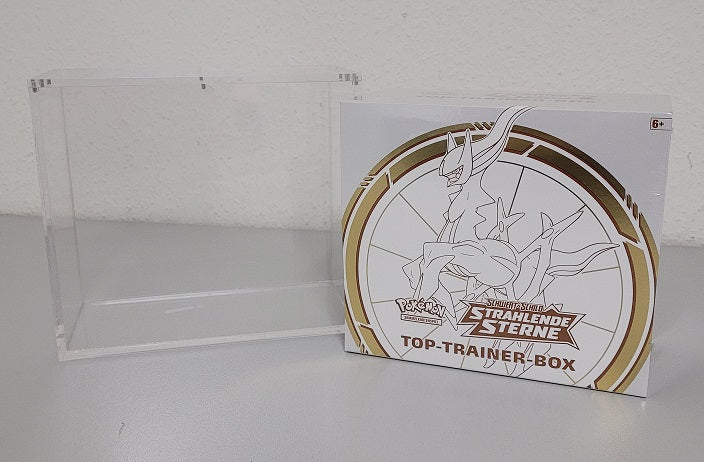 6+
POKéMON
SCHWERT & SCHILD
STRAHLENDE
STERNE
TOP-TRAINER-BOX